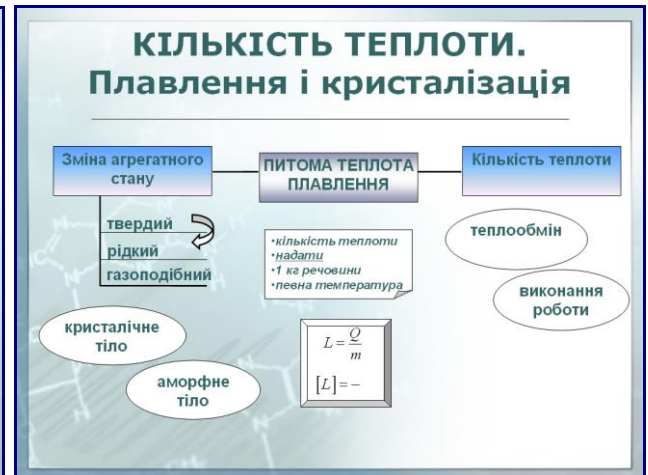 КІЛЬКІСТЬ ТЕПЛОТИ.
Плавлення і кристалізація
Зміна агрегатного
стану
ПИТОМА ТЕПЛОТА
ПЛАВЛЕННЯ
Кількість теплоти
твердий
рідкий
газоподібний
•кількість теплоти
•надати
•1 кг речовини
•певна температура
теплообмін
виконання
роботи
кристалічне
тіло
аморфне
тіло
L = Q/m
[L] = –